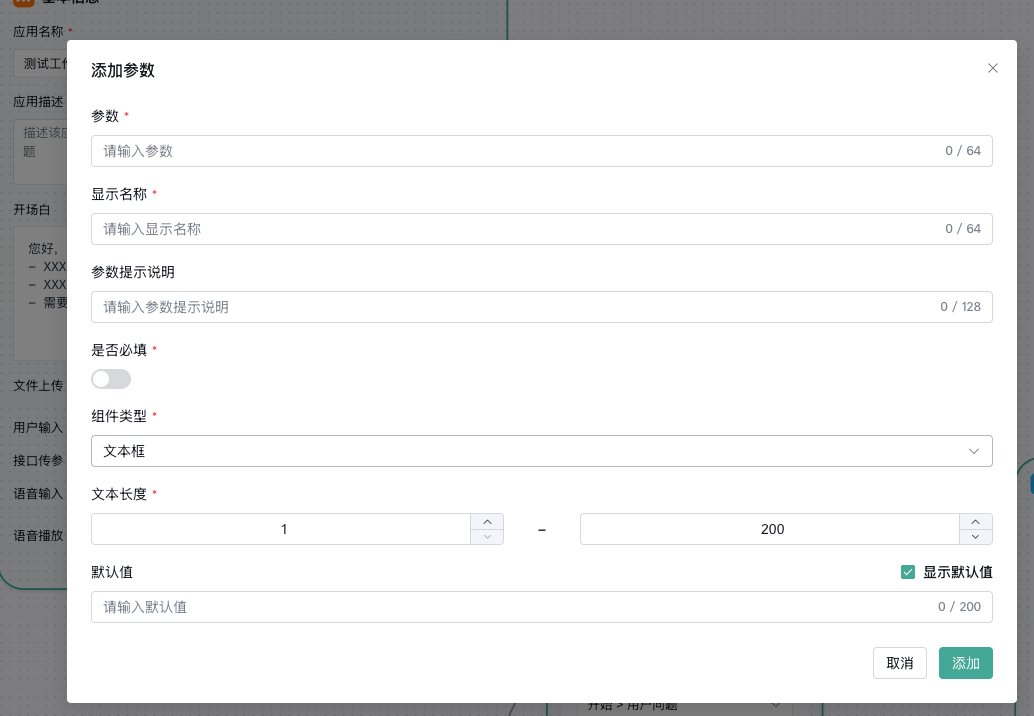 基本信息
应用名称 *
测试工作
应用描述
描述该应
题
开场白
您好,
- XXX
- XXX
- 需要
文件上传
用户输入
接口传参
语音输入
语音播放
添加参数
参数 *
请输入参数 0 / 64
显示名称 *
请输入显示名称 0 / 64
参数提示说明
请输入参数提示说明 0 / 128
是否必填 *
组件类型 *
文本框
文本长度 *
1 – 200
默认值 显示默认值
请输入默认值 0 / 200
取消 添加
开始 > 用户问题